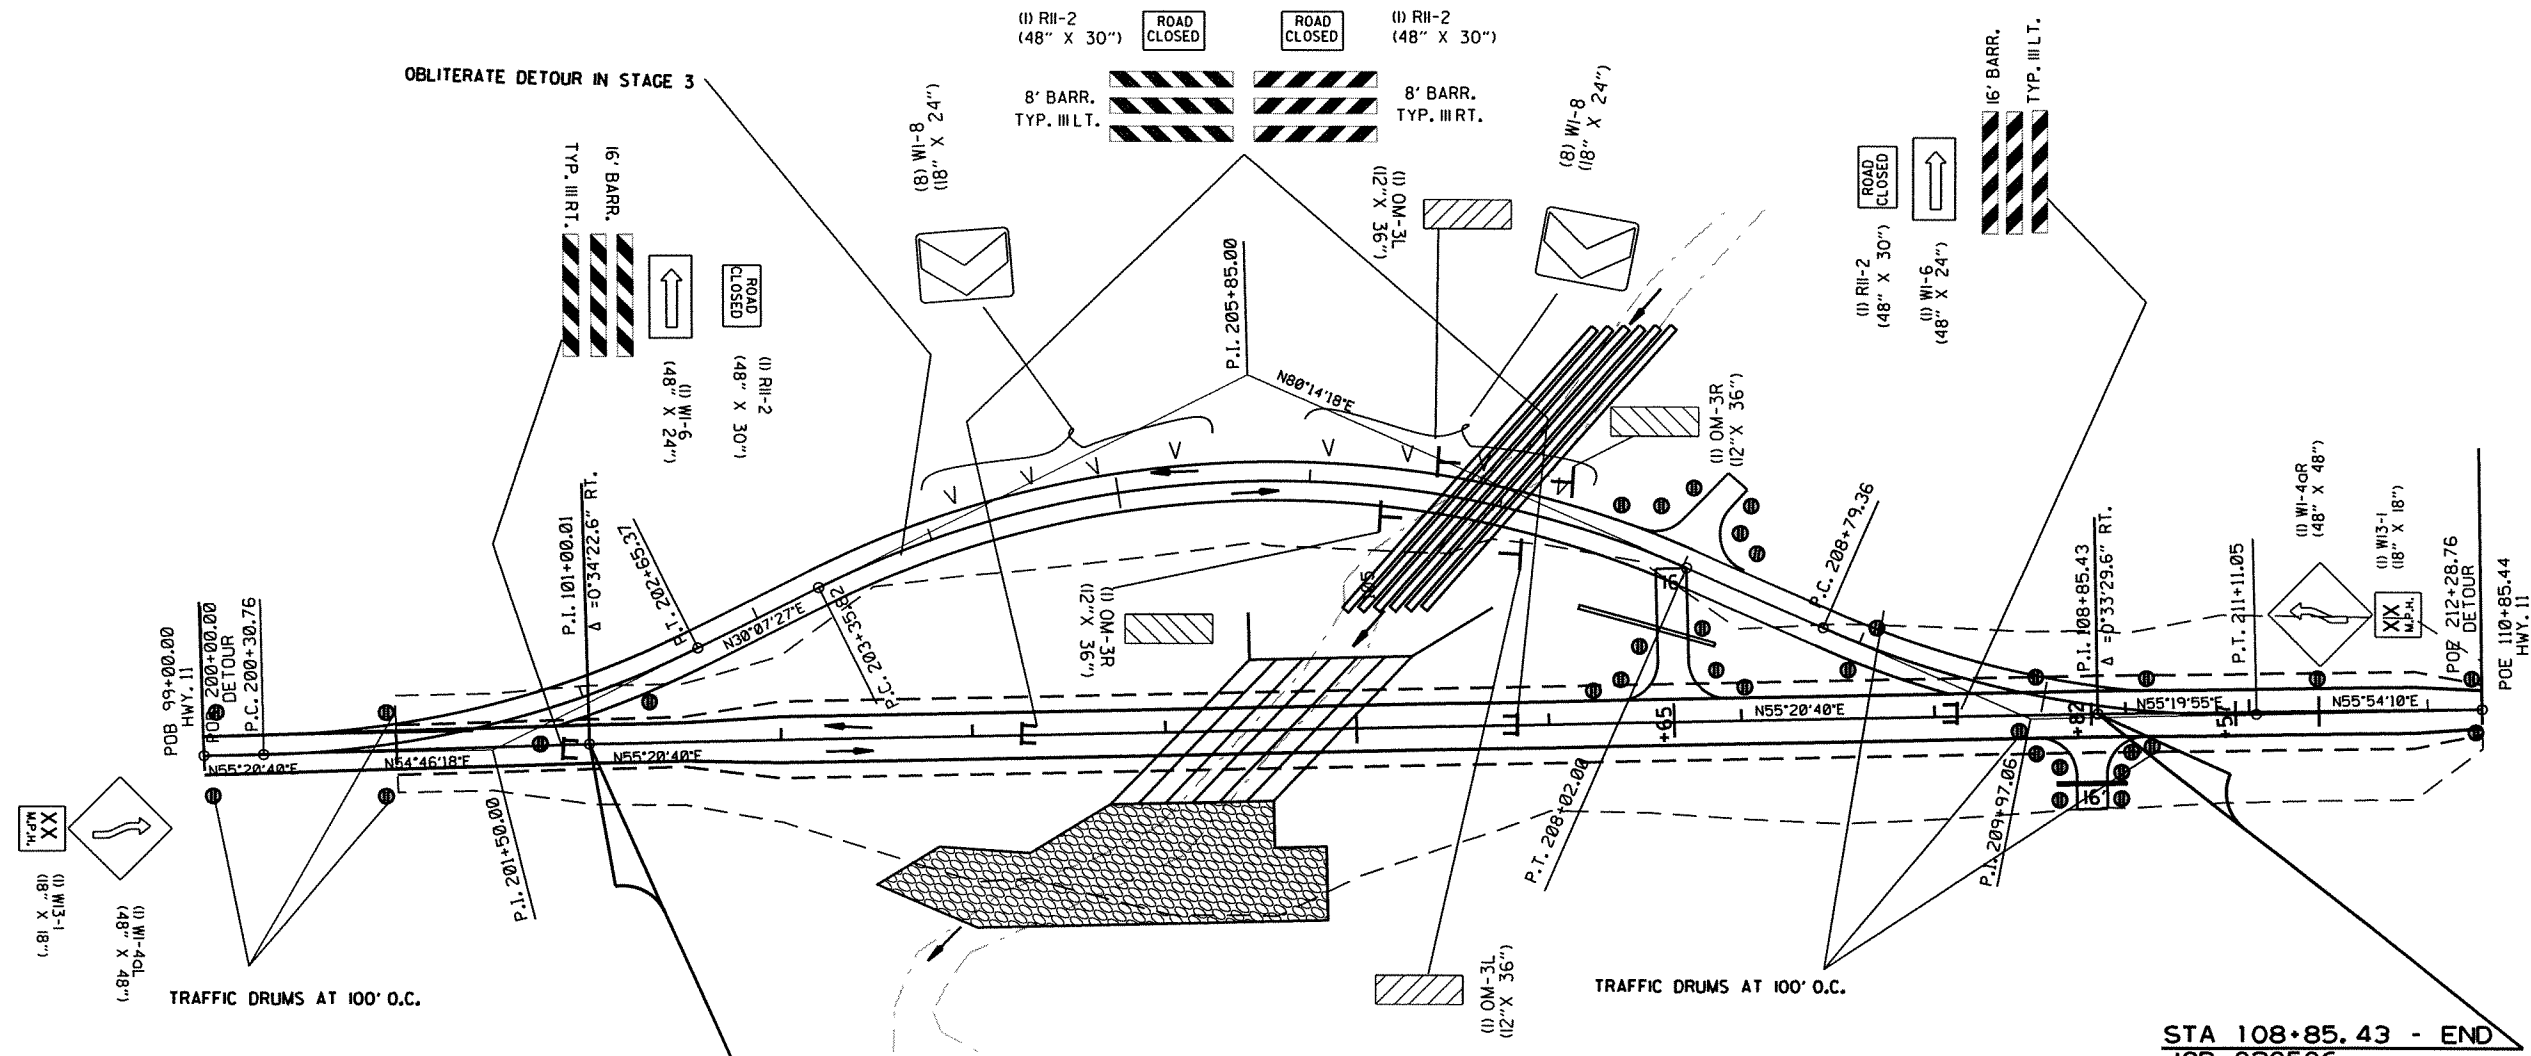 (1) R11-2
(48" X 30")
ROAD
CLOSED
ROAD
CLOSED
(1) R11-2
(48" X 30")
8' BARR.
TYP. III LT.
8' BARR.
TYP. III RT.
OBLITERATE DETOUR IN STAGE 3
(8) W1-8
(18" X 24")
(8) W1-8
(18" X 24")
(1) OM-3L
(12"X 36")
16' BARR.
TYP. III LT.
TYP. III RT.
16' BARR.
ROAD
CLOSED
(1) R11-2
(48" X 30")
(1) W1-6
(48" X 24")
ROAD
CLOSED
(1) R11-2
(48" X 30")
(1) W1-6
(48" X 24")
P.I. 205+85.00
N80°14'18"E
(1) OM-3R
(12"X 36")
P.I. 101+00.01
Δ =0°34'22.6" RT.
P.T. 202+65.37
N30°07'27"E
P.C. 203+35.82
P.C. 208+79.36
P.I. 108+85.43
Δ =0°33'29.6" RT.
P.T. 211+11.05
(1) W1-4aR
(48" X 48")
(1) W13-1
(18" X 18")
XX
M.P.H.
POE 212+28.76
DETOUR
POE 110+85.44
HWY. 11
POB 99+00.00
HWY. 11
POB 200+00.00
DETOUR
P.C. 200+30.76
(1) OM-3R
(12"X 36")
105
16'
N55°20'40"E
N54°46'18"E
N55°20'40"E
+65
N55°20'40"E
+82
N55°19'55"E
N55°54'10"E
XX
M.P.H.
(1) W13-1
(18" X 18")
(1) W1-4aL
(48" X 48")
P.I. 201+50.00
P.T. 208+02.00
P.I. 209+97.06
16'
TRAFFIC DRUMS AT 100' O.C.
(1) OM-3L
(12"X 36")
TRAFFIC DRUMS AT 100' O.C.
STA 108+85.43 - END